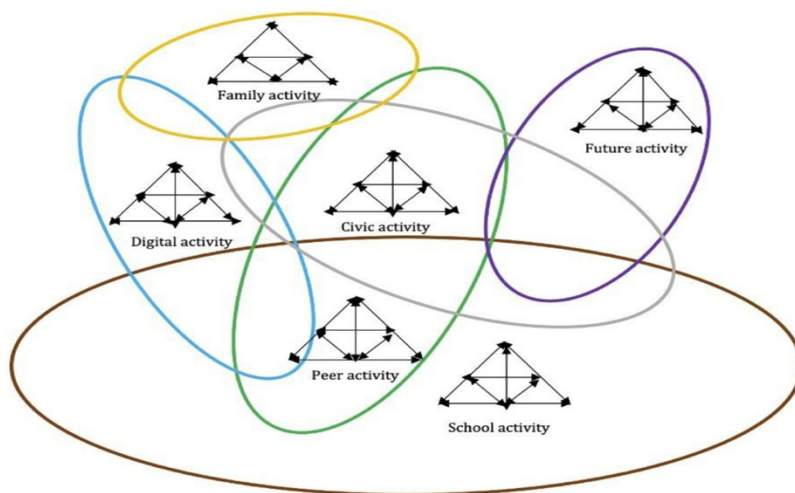 Family activity
Future activity
Digital activity
Civic activity
Peer activity
School activity